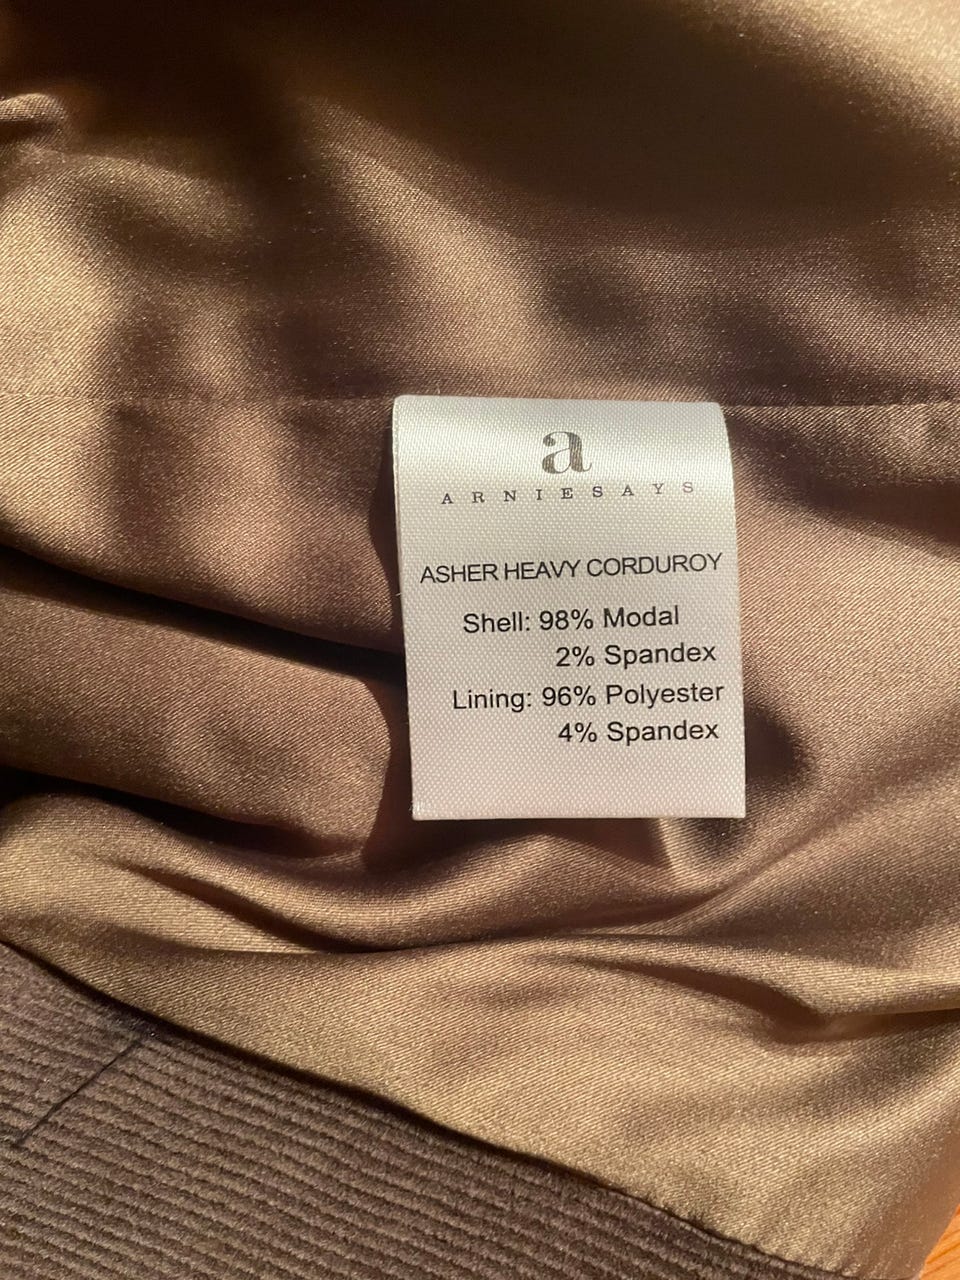 a
ARNIESAYS
ASHER HEAVY CORDUROY
Shell: 98% Modal
2% Spandex
Lining: 96% Polyester
4% Spandex